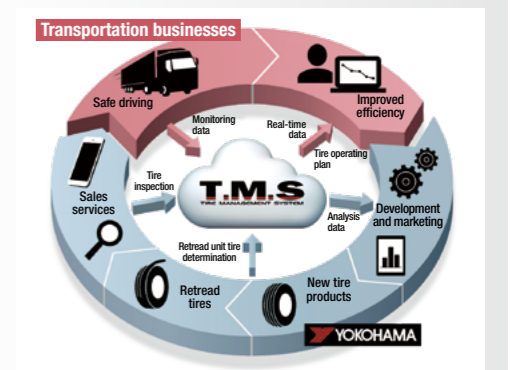 Transportation businesses
Safe driving
Improved
efficiency
Monitoring
data
Real-time
data
Tire operating
plan
Tire
inspection
T.M.S
TIRE MANAGEMENT SYSTEM
Sales
services
Analysis
data
Development
and marketing
Retread unit tire
determination
Retread
tires
New tire
products
YOKOHAMA